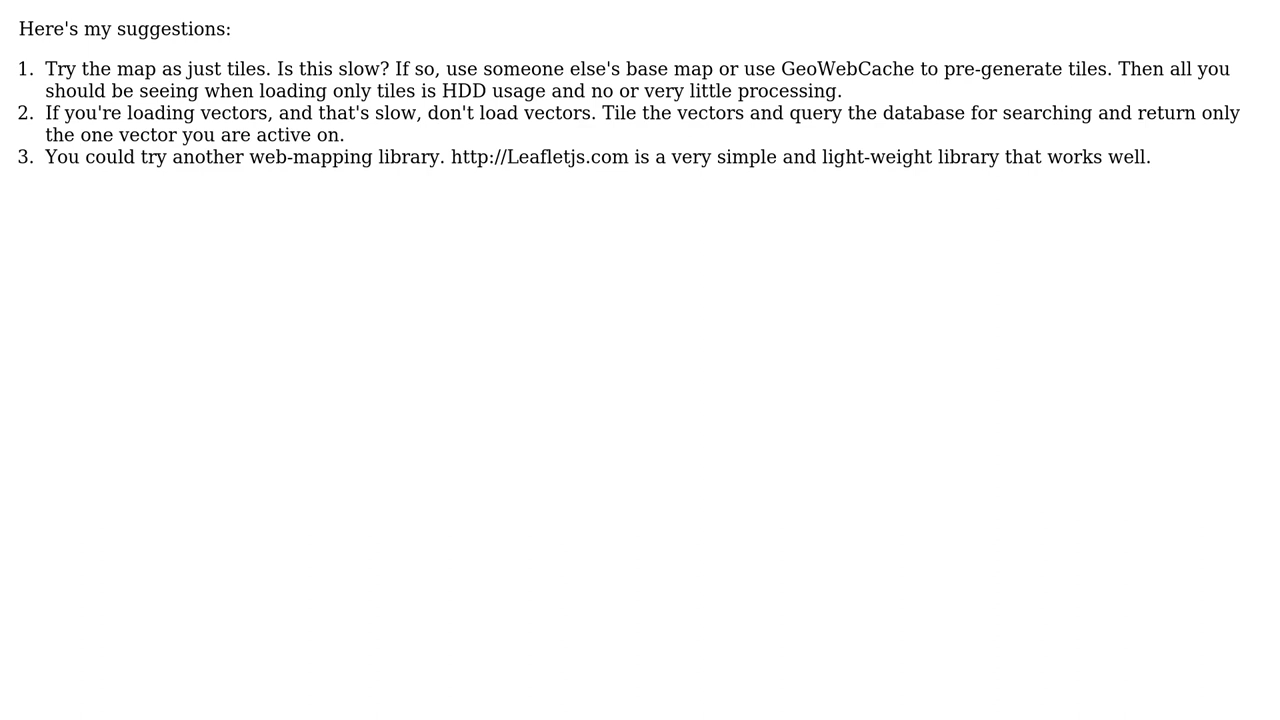 Here's my suggestions:
1. Try the map as just tiles. Is this slow? If so, use someone else's base map or use GeoWebCache to pre-generate tiles. Then all you
should be seeing when loading only tiles is HDD usage and no or very little processing.
2. If you're loading vectors, and that's slow, don't load vectors. Tile the vectors and query the database for searching and return only
the one vector you are active on.
3. You could try another web-mapping library. http://Leafletjs.com is a very simple and light-weight library that works well.